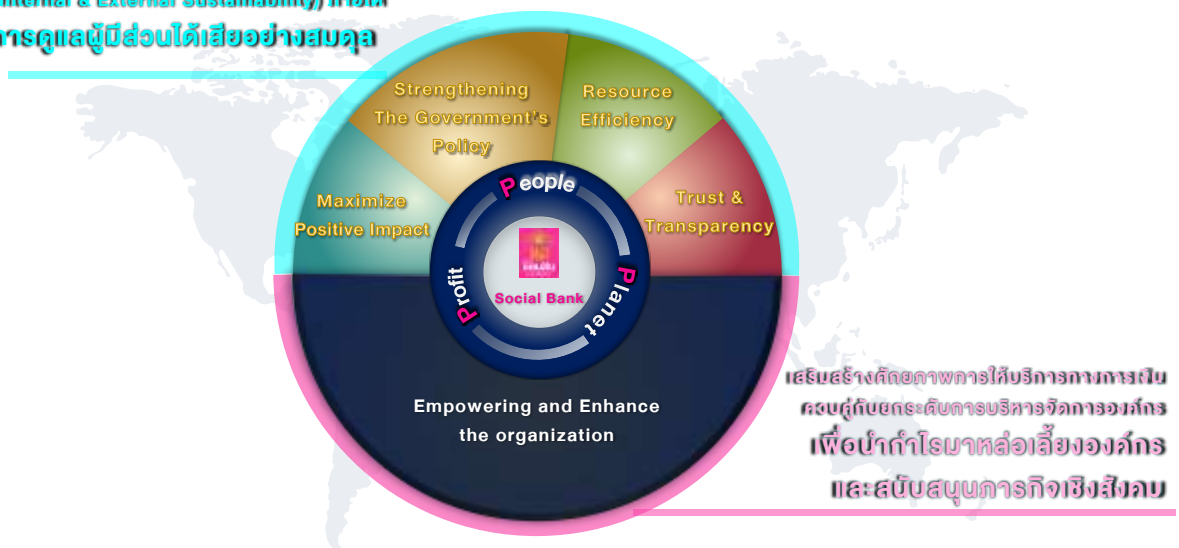 (Internal & External Sustainability) ภายใต้
การดูแลผู้มีส่วนได้เสียอย่างสมดุล
Strengthening
The Government's
Policy
Resource
Efficiency
Maximize
Positive Impact
Trust &
Transparency
People
Profit
Planet
Social Bank
Empowering and Enhance
the organization
เสริมสร้างศักยภาพการให้บริการทางการเงิน
ควบคู่กับยกระดับการบริหารจัดการองค์กร
เพื่อนำกำไรมาหล่อเลี้ยงองค์กร
และสนับสนุนภารกิจเชิงสังคม